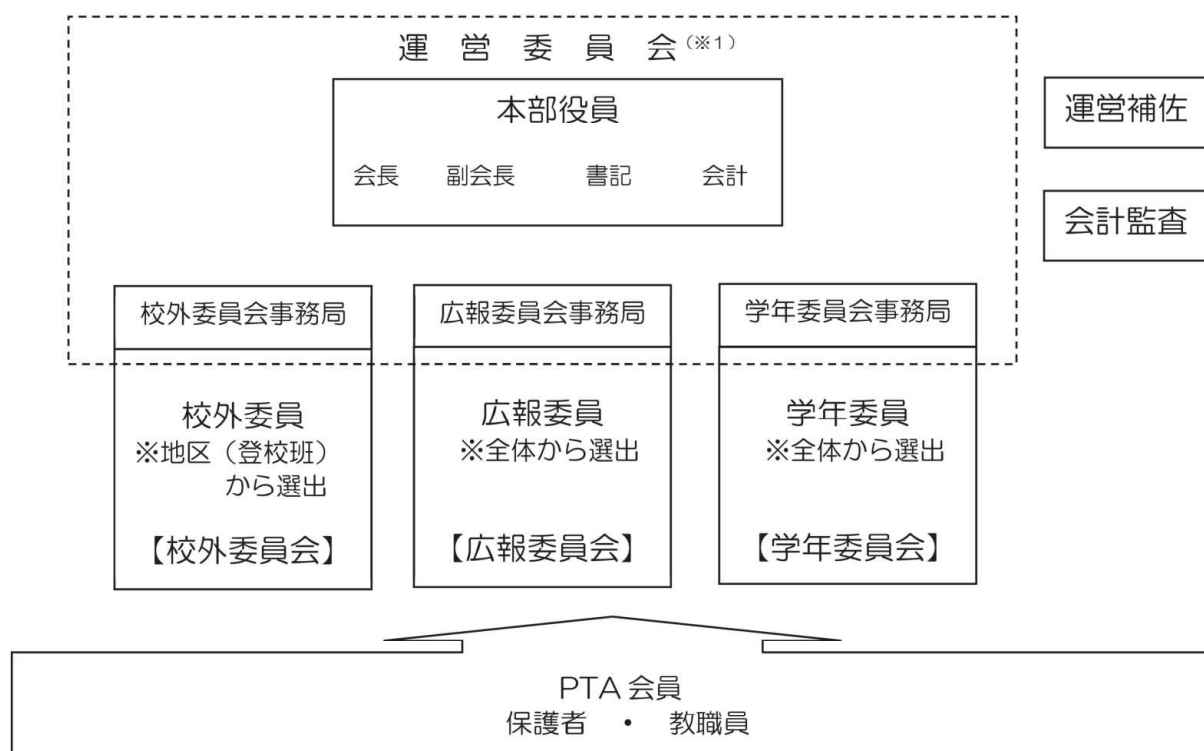 運営委員会(※1)
本部役員
会長 副会長 書記 会計
運営補佐
会計監査
校外委員会事務局
校外委員
※地区（登校班）
から選出
【校外委員会】
広報委員会事務局
広報委員
※全体から選出
【広報委員会】
学年委員会事務局
学年委員
※全体から選出
【学年委員会】
PTA会員
保護者 ・ 教職員